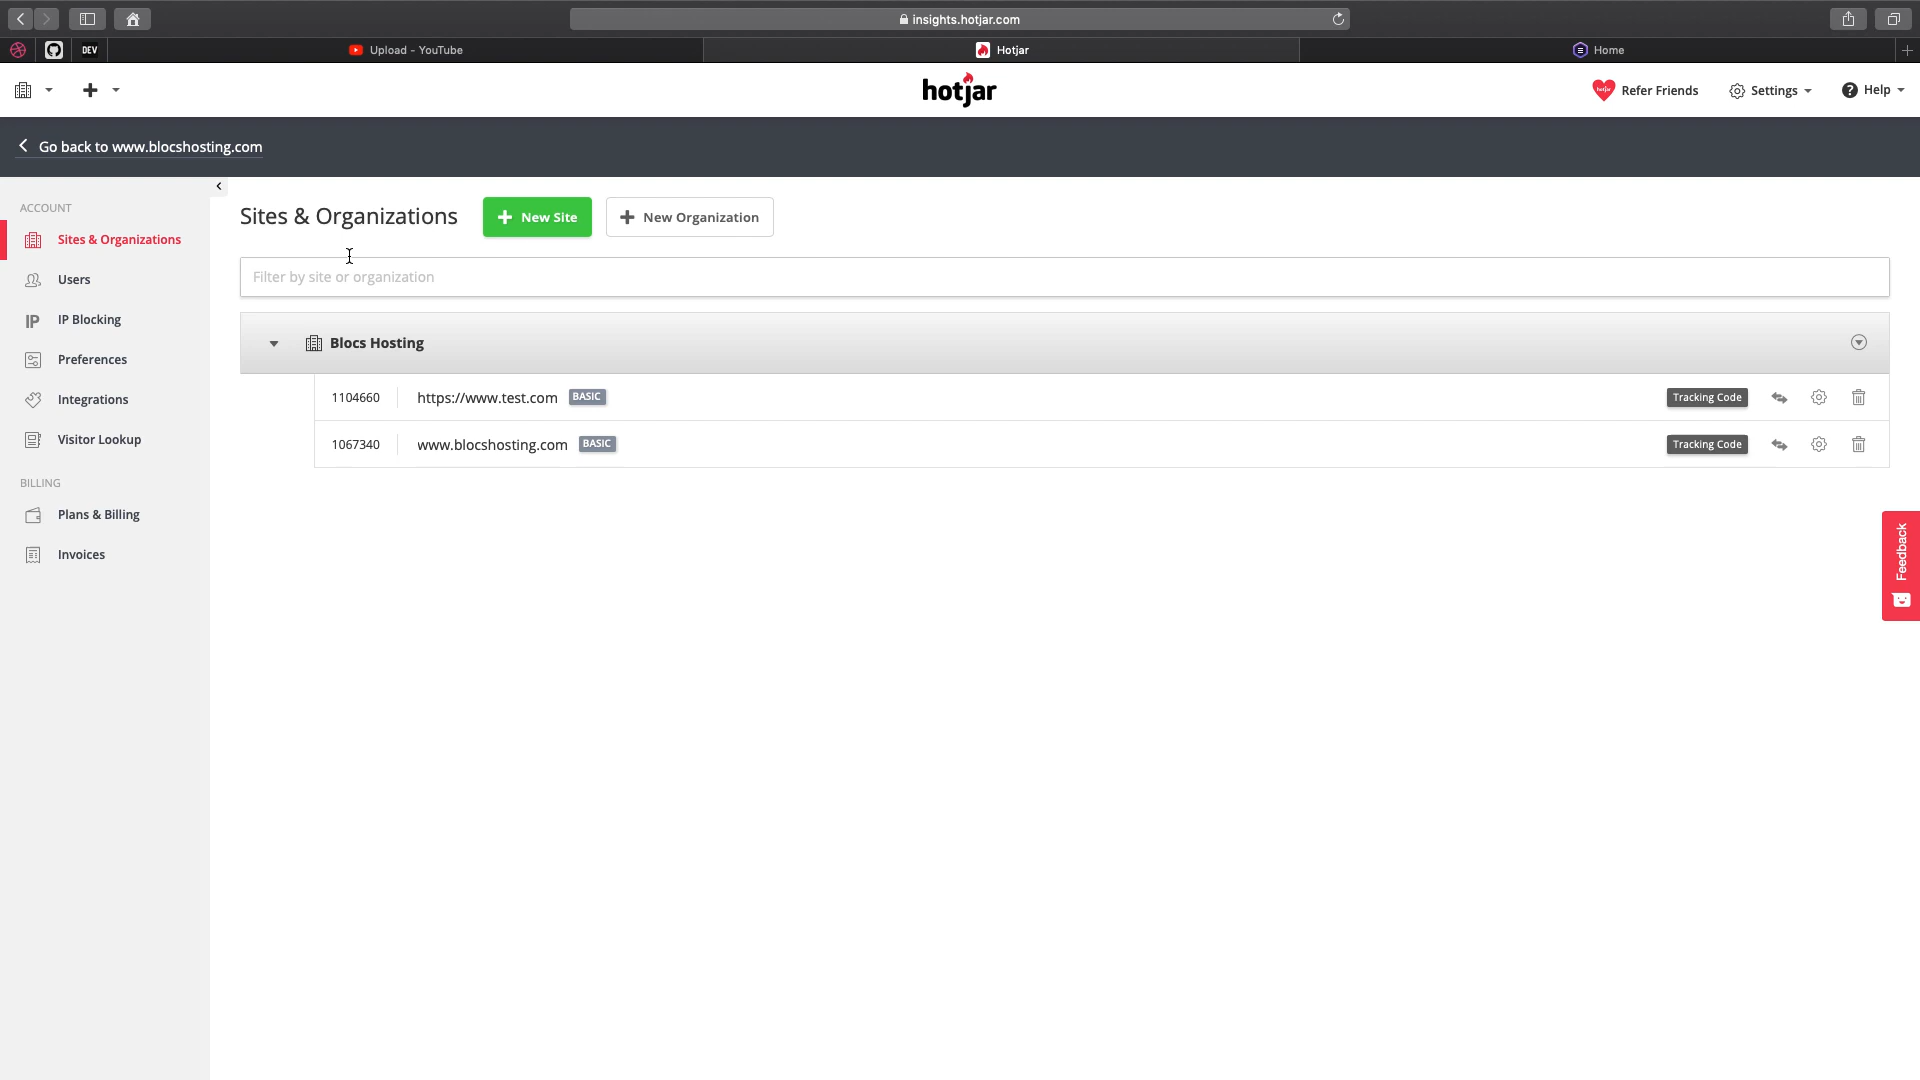 insights.hotjar.com
DEV
Upload - YouTube
Hotjar
Home
hotjar
Refer Friends
Settings
Help
Go back to www.blocshosting.com
ACCOUNT
Sites & Organizations
Users
IP
IP Blocking
Preferences
Integrations
Visitor Lookup
BILLING
Plans & Billing
Invoices
Sites & Organizations
New Site
New Organization
Filter by site or organization
Blocs Hosting
1104660 https://www.test.com BASIC Tracking Code
1067340 www.blocshosting.com BASIC Tracking Code
Feedback